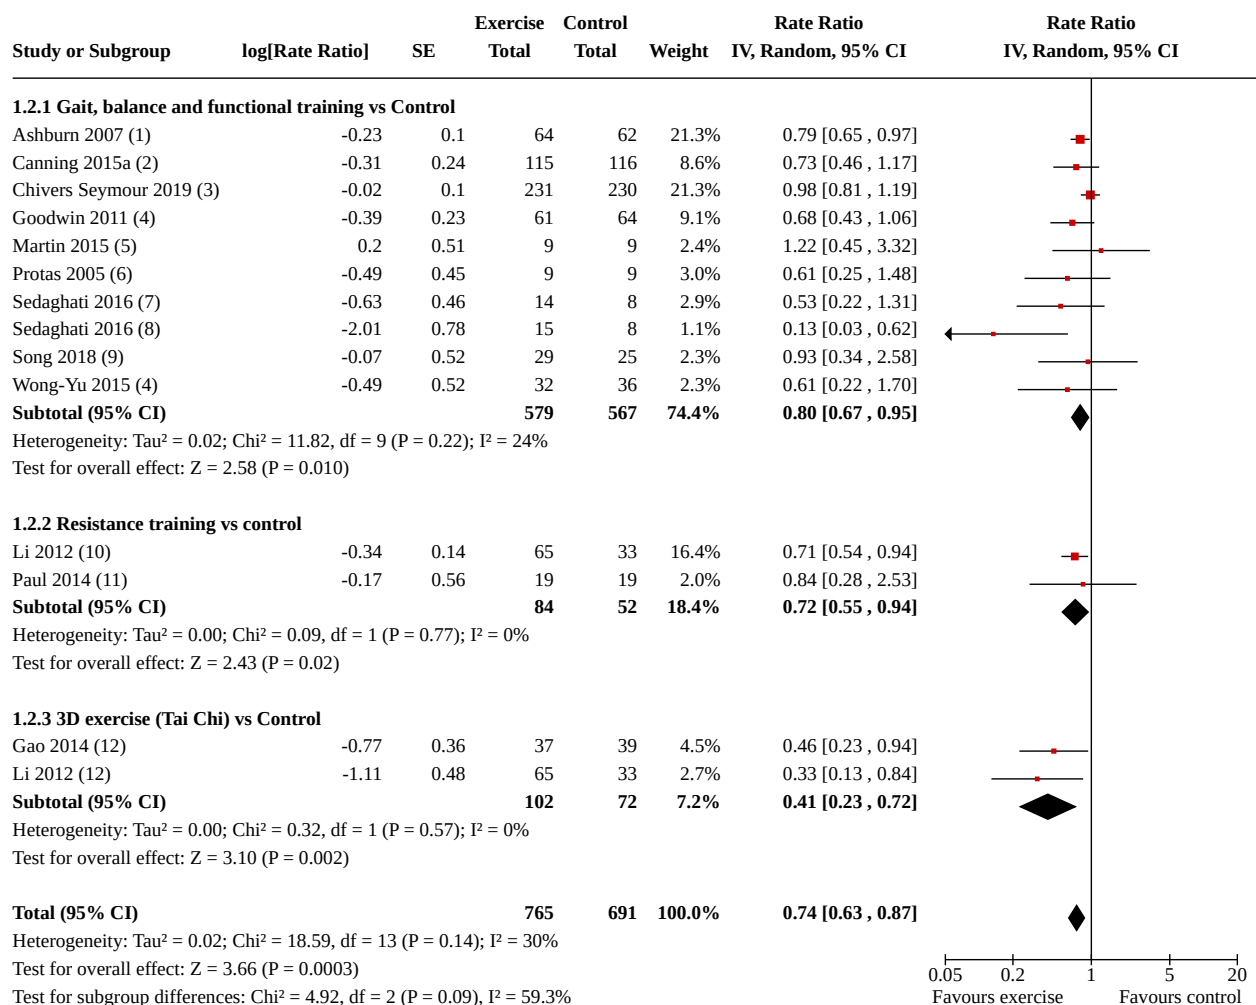 Exercise Control Rate Ratio Rate Ratio
Study or Subgroup log[Rate Ratio] SE Total Total Weight IV, Random, 95% CI IV, Random, 95% CI
1.2.1 Gait, balance and functional training vs Control
Ashburn 2007 (1) -0.23 0.1 64 62 21.3% 0.79 [0.65 , 0.97]
Canning 2015a (2) -0.31 0.24 115 116 8.6% 0.73 [0.46 , 1.17]
Chivers Seymour 2019 (3) -0.02 0.1 231 230 21.3% 0.98 [0.81 , 1.19]
Goodwin 2011 (4) -0.39 0.23 61 64 9.1% 0.68 [0.43 , 1.06]
Martin 2015 (5) 0.2 0.51 9 9 2.4% 1.22 [0.45 , 3.32]
Protas 2005 (6) -0.49 0.45 9 9 3.0% 0.61 [0.25 , 1.48]
Sedaghati 2016 (7) -0.63 0.46 14 8 2.9% 0.53 [0.22 , 1.31]
Sedaghati 2016 (8) -2.01 0.78 15 8 1.1% 0.13 [0.03 , 0.62]
Song 2018 (9) -0.07 0.52 29 25 2.3% 0.93 [0.34 , 2.58]
Wong-Yu 2015 (4) -0.49 0.52 32 36 2.3% 0.61 [0.22 , 1.70]
Subtotal (95% CI) 579 567 74.4% 0.80 [0.67 , 0.95]
Heterogeneity: Tau² = 0.02; Chi² = 11.82, df = 9 (P = 0.22); I² = 24%
Test for overall effect: Z = 2.58 (P = 0.010)
1.2.2 Resistance training vs control
Li 2012 (10) -0.34 0.14 65 33 16.4% 0.71 [0.54 , 0.94]
Paul 2014 (11) -0.17 0.56 19 19 2.0% 0.84 [0.28 , 2.53]
Subtotal (95% CI) 84 52 18.4% 0.72 [0.55 , 0.94]
Heterogeneity: Tau² = 0.00; Chi² = 0.09, df = 1 (P = 0.77); I² = 0%
Test for overall effect: Z = 2.43 (P = 0.02)
1.2.3 3D exercise (Tai Chi) vs Control
Gao 2014 (12) -0.77 0.36 37 39 4.5% 0.46 [0.23 , 0.94]
Li 2012 (12) -1.11 0.48 65 33 2.7% 0.33 [0.13 , 0.84]
Subtotal (95% CI) 102 72 7.2% 0.41 [0.23 , 0.72]
Heterogeneity: Tau² = 0.00; Chi² = 0.32, df = 1 (P = 0.57); I² = 0%
Test for overall effect: Z = 3.10 (P = 0.002)
Total (95% CI) 765 691 100.0% 0.74 [0.63 , 0.87]
Heterogeneity: Tau² = 0.02; Chi² = 18.59, df = 13 (P = 0.14); I² = 30%
Test for overall effect: Z = 3.66 (P = 0.0003)
0.05 0.2 1 5 20
Test for subgroup differences: Chi² = 4.92, df = 2 (P = 0.09), I² = 59.3%
Favours exercise Favours control